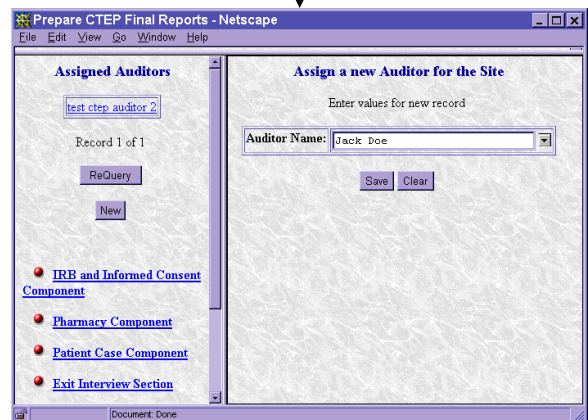 Prepare CTEP Final Reports - Netscape
File Edit View Go Window Help
Assigned Auditors
test ctep auditor 2
Record 1 of 1
ReQuery
New
IRB and Informed Consent
Component
Pharmacy Component
Patient Case Component
Exit Interview Section
Assign a new Auditor for the Site
Enter values for new record
Auditor Name: Jack Doe
Save Clear
Document: Done